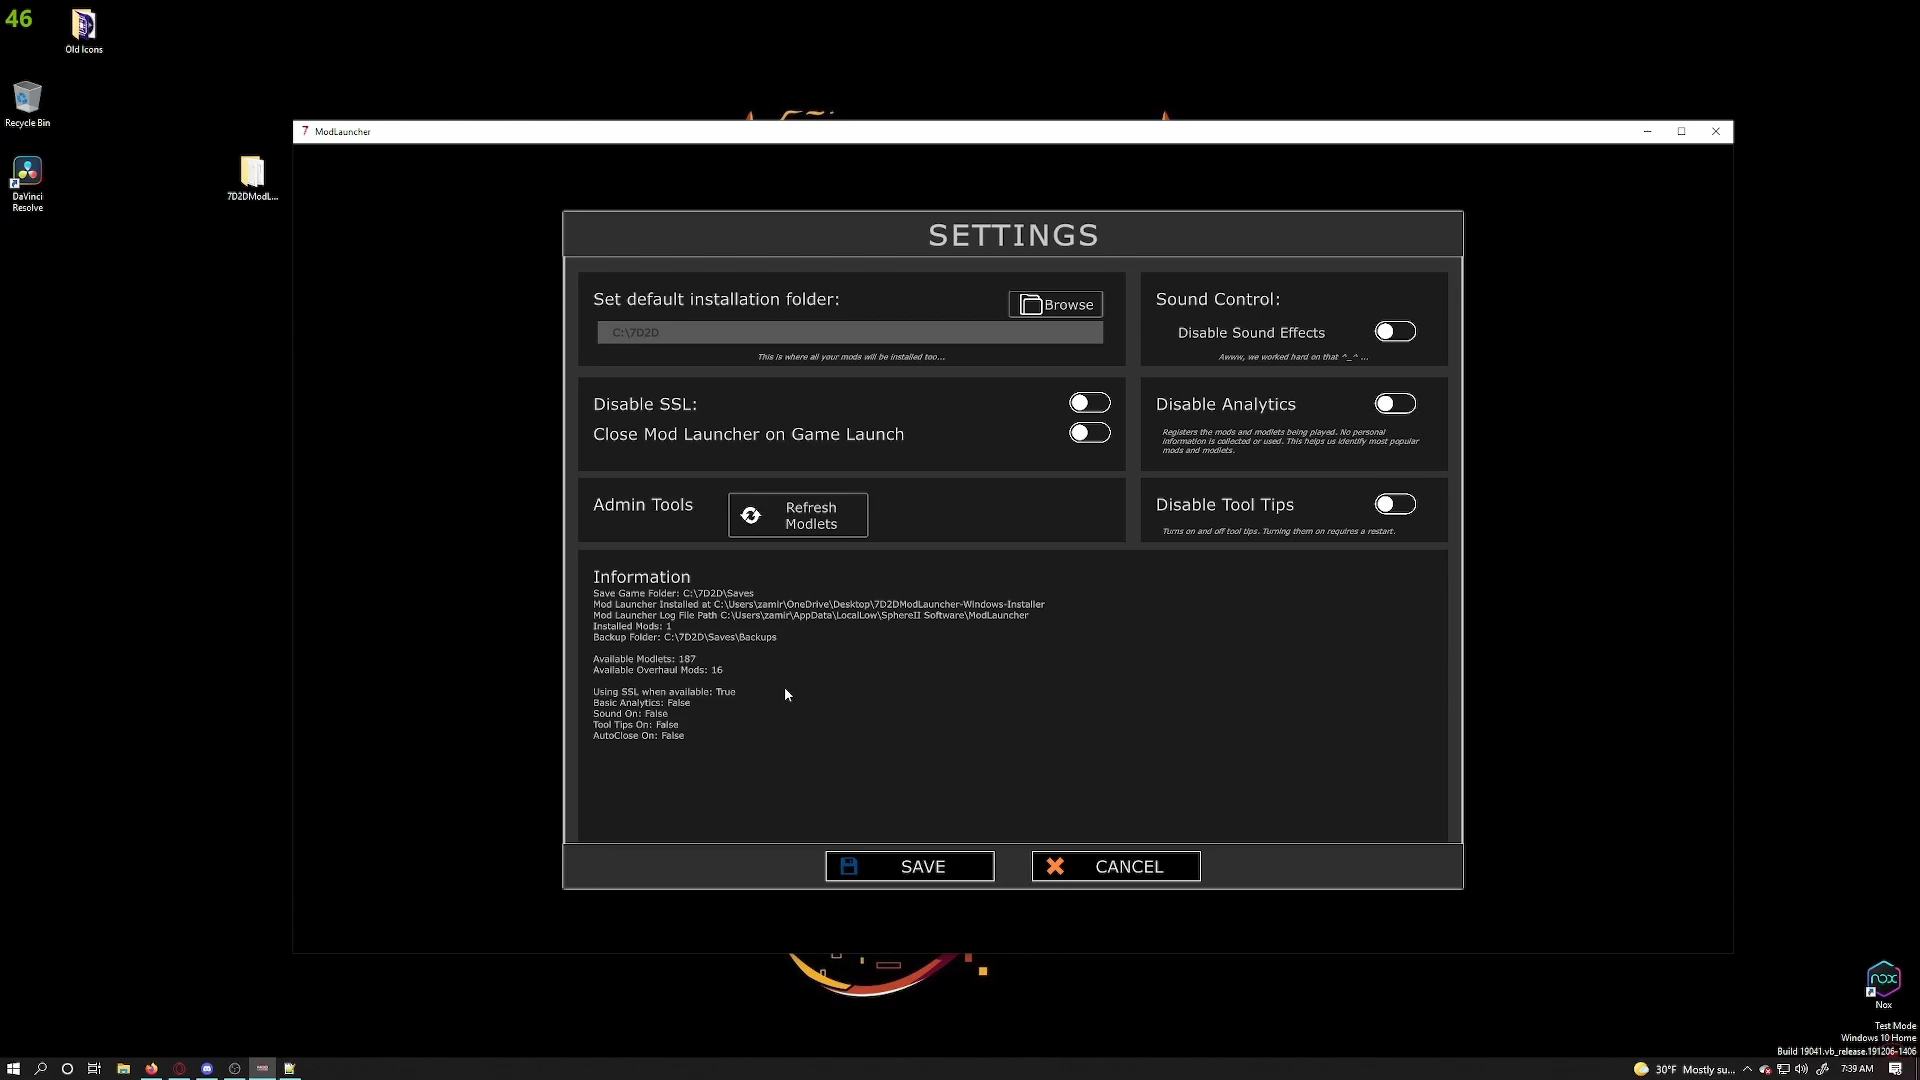 46
Old Icons
Recycle Bin
DaVinci
Resolve
7D2DModL...
7 ModLauncher
SETTINGS
Set default installation folder:
Browse
C:\7D2D
This is where all your mods will be installed too...
Sound Control:
Disable Sound Effects
Awww, we worked hard on that ^_^ ...
Disable SSL:
Close Mod Launcher on Game Launch
Disable Analytics
Registers the mods and modlets being played. No personal
information is collected or used. This helps us identify most popular
mods and modlets.
Admin Tools
Refresh
Modlets
Disable Tool Tips
Turns on and off tool tips. Turning them on requires a restart.
Information
Save Game Folder: C:\7D2D\Saves
Mod Launcher Installed at C:\Users\zamir\OneDrive\Desktop\7D2DModLauncher-Windows-Installer
Mod Launcher Log File Path C:\Users\zamir\AppData\LocalLow\SphereII Software\ModLauncher
Installed Mods: 1
Backup Folder: C:\7D2D\Saves\Backups
Available Modlets: 187
Available Overhaul Mods: 16
Using SSL when available: True
Basic Analytics: False
Sound On: False
Tool Tips On: False
AutoClose On: False
SAVE
CANCEL
nox
Nox
Test Mode
Windows 10 Home
Build 19041.vb_release.191206-1406
30°F Mostly su...
7:39 AM